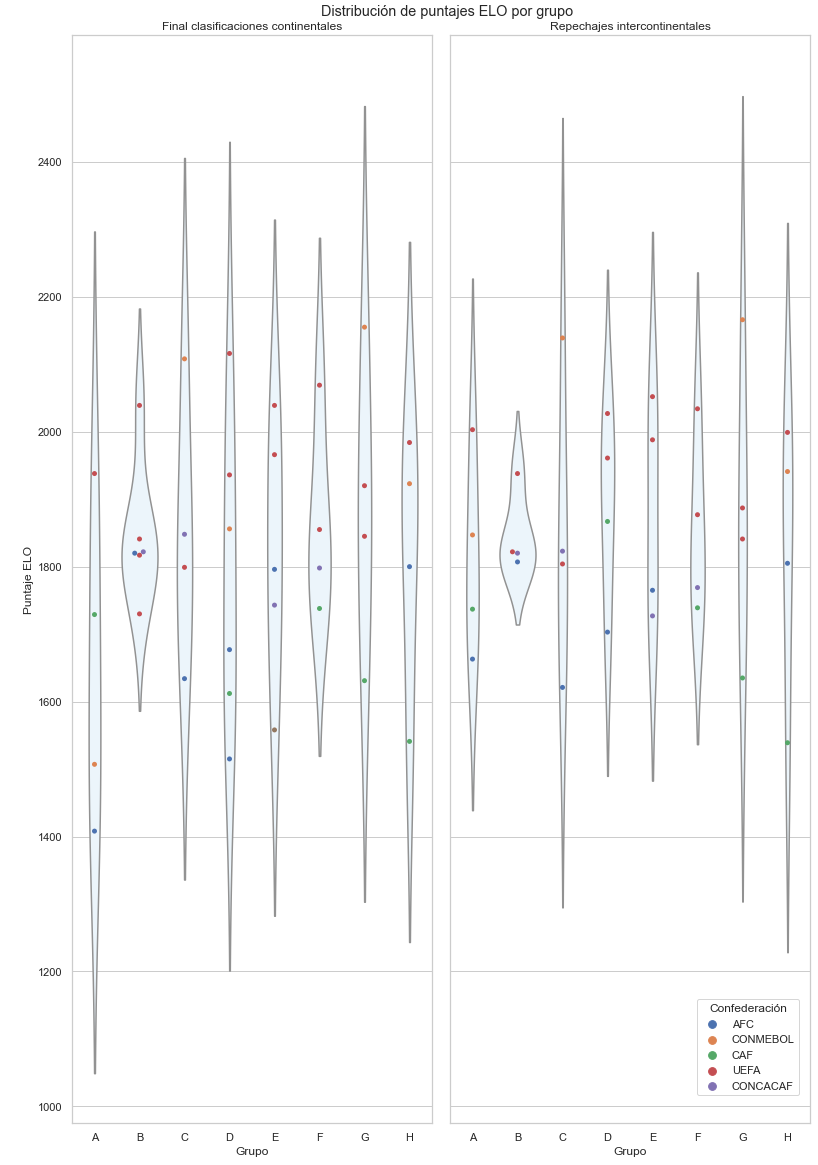 Distribución de puntajes ELO por grupo
Final clasificaciones continentales
Repechajes intercontinentales
Puntaje ELO
2400
2200
2000
1800
1600
1400
1200
1000
A B C D E F G H
Grupo
A B C D E F G H
Grupo
Confederación
AFC
CONMEBOL
CAF
UEFA
CONCACAF